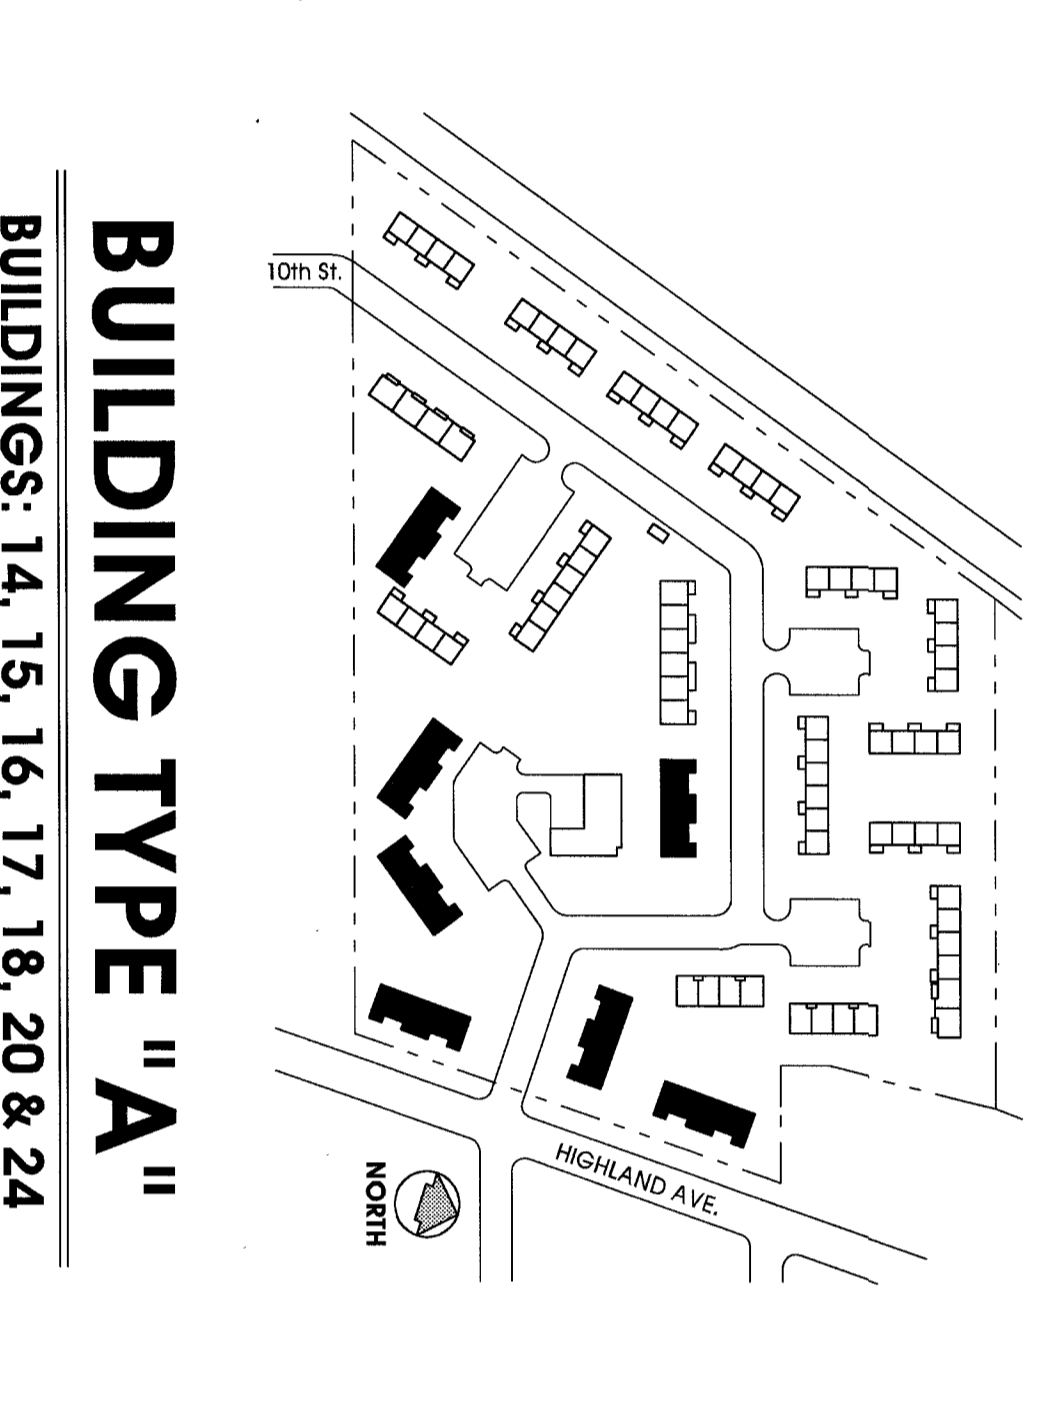 BUILDING TYPE "A"
BUILDINGS: 14, 15, 16, 17, 18, 20 & 24
10th St.
HIGHLAND AVE.
NORTH